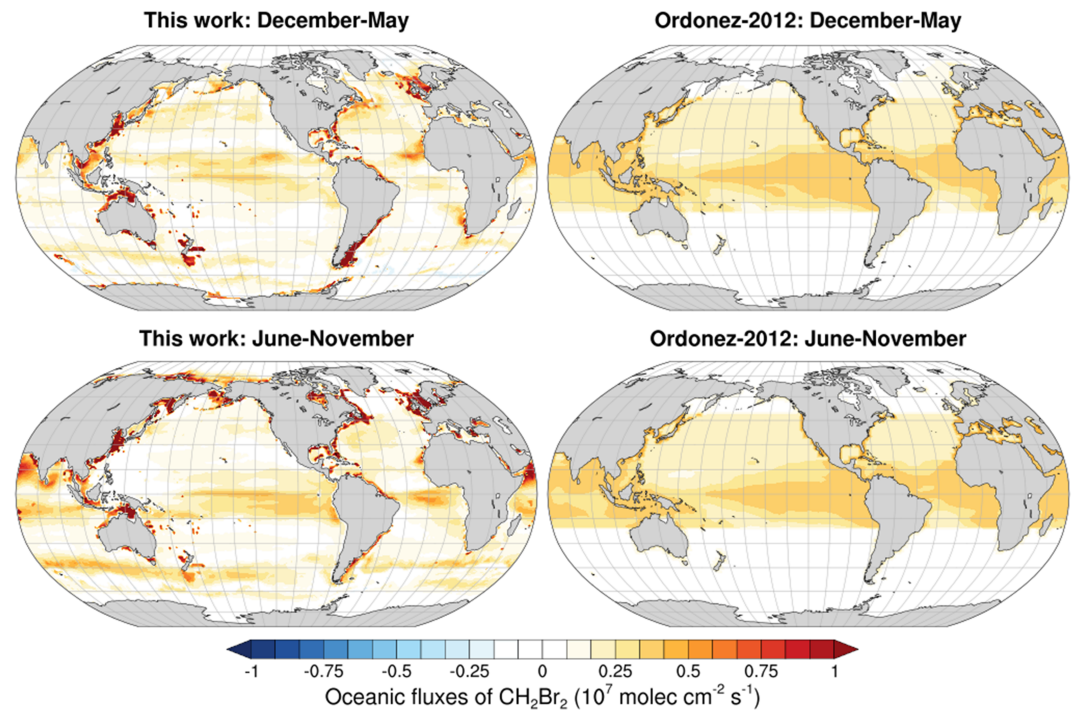 This work: December-May
Ordonez-2012: December-May
This work: June-November
Ordonez-2012: June-November
-1 -0.75 -0.5 -0.25 0 0.25 0.5 0.75 1
Oceanic fluxes of CH₂Br₂ (10⁷ molec cm⁻² s⁻¹)